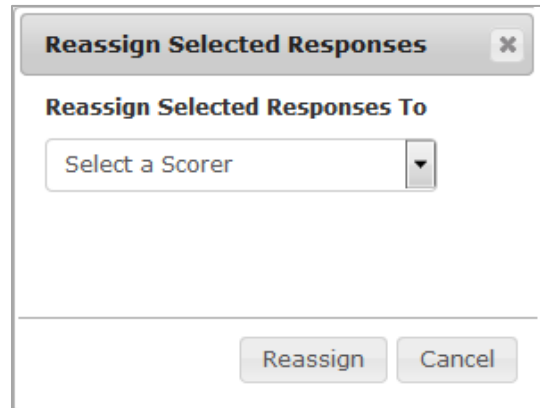 Reassign Selected Responses
Reassign Selected Responses To
Select a Scorer
Reassign Cancel